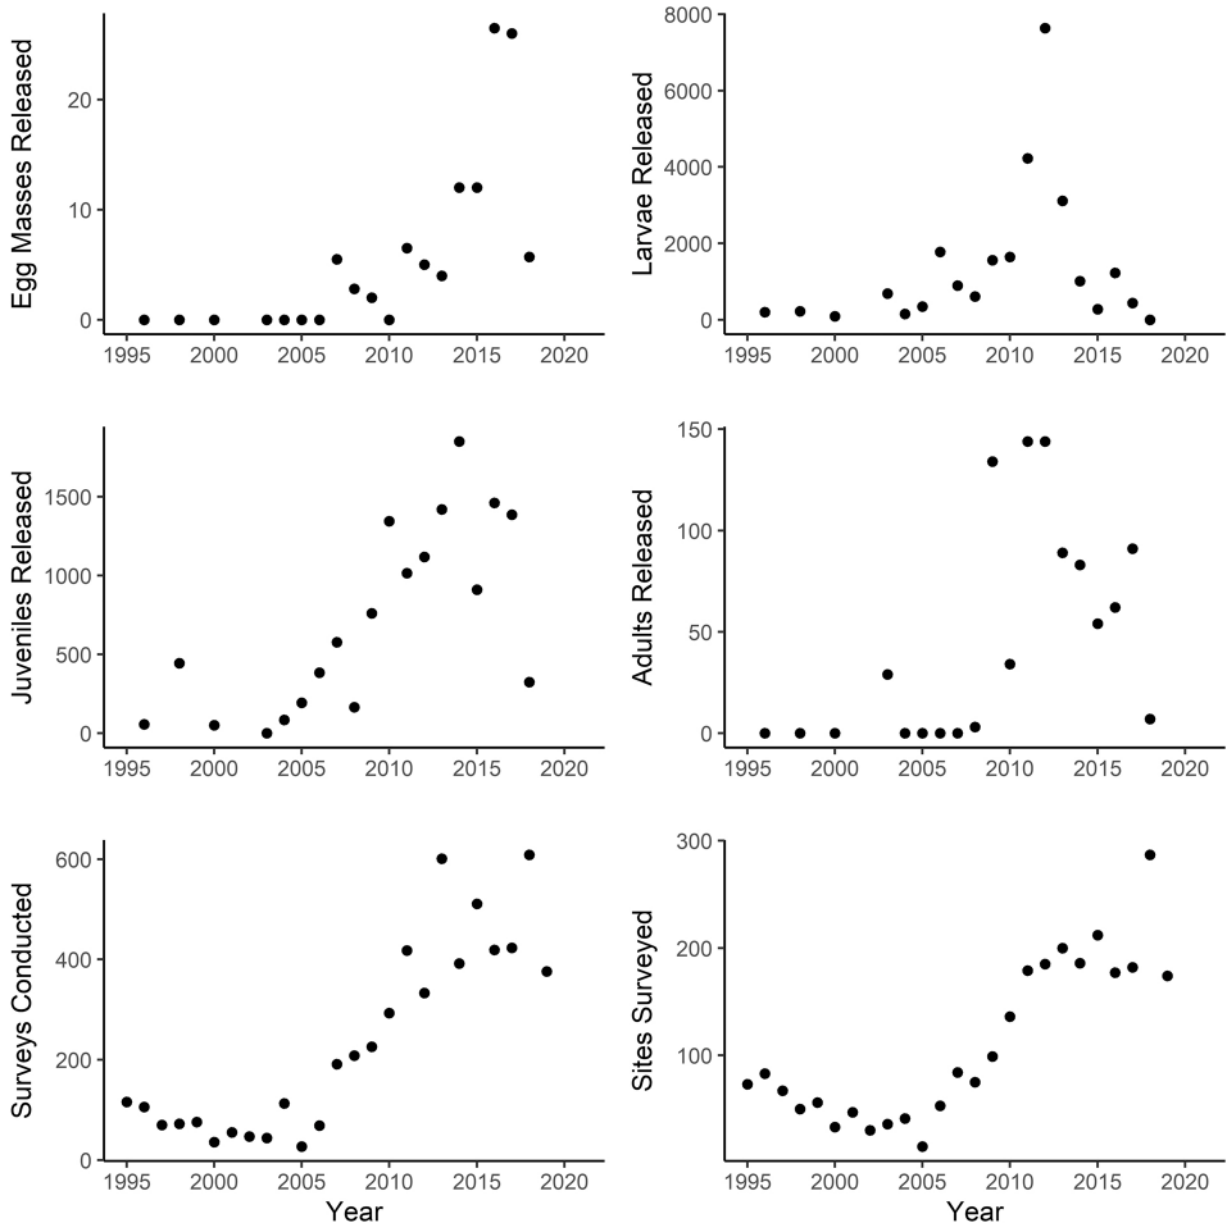 Egg Masses Released
20
10
0
1995 2000 2005 2010 2015 2020
Larvae Released
8000
6000
4000
2000
0
1995 2000 2005 2010 2015 2020
Juveniles Released
1500
1000
500
0
1995 2000 2005 2010 2015 2020
Adults Released
150
100
50
0
1995 2000 2005 2010 2015 2020
Surveys Conducted
600
400
200
0
1995 2000 2005 2010 2015 2020
Year
Sites Surveyed
300
200
100
1995 2000 2005 2010 2015 2020
Year